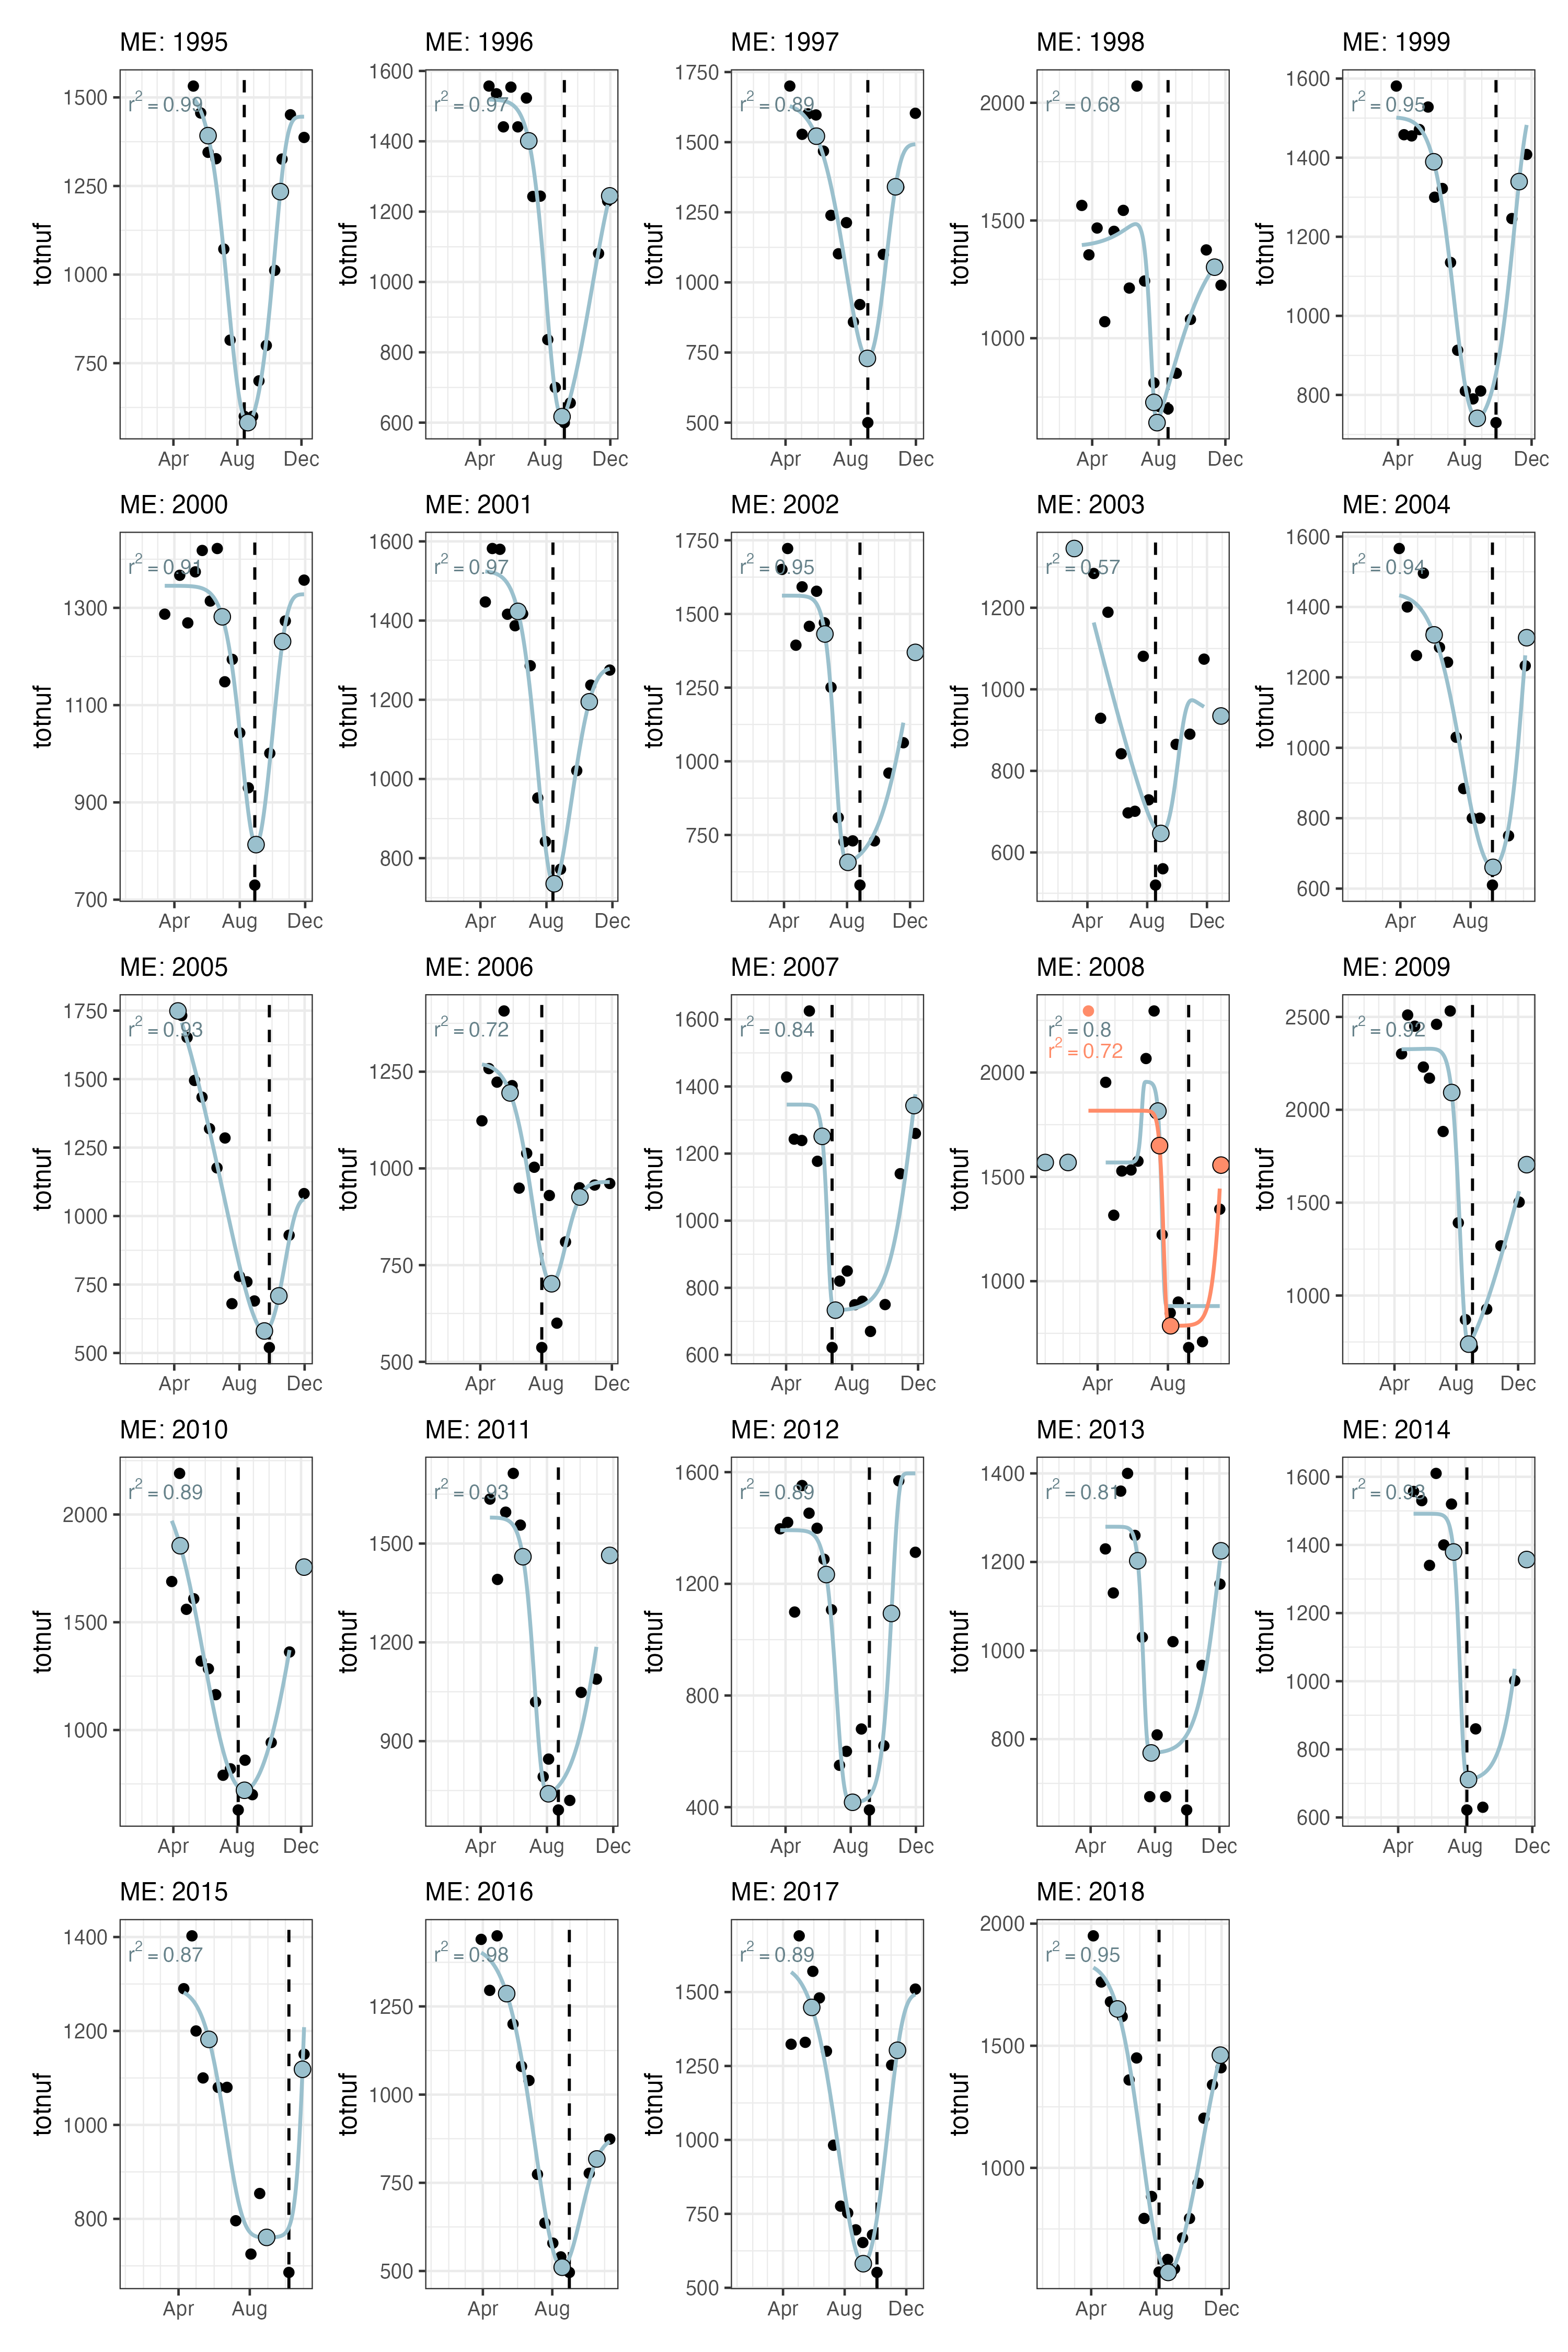 ME: 1995
r² = 0.99
1500
1250
1000
750
totnuf
Apr Aug Dec
ME: 1996
r² = 0.97
1600
1400
1200
1000
800
600
totnuf
Apr Aug Dec
ME: 1997
r² = 0.89
1750
1500
1250
1000
750
500
totnuf
Apr Aug Dec
ME: 1998
r² = 0.68
2000
1500
1000
totnuf
Apr Aug Dec
ME: 1999
r² = 0.95
1600
1400
1200
1000
800
totnuf
Apr Aug Dec
ME: 2000
r² = 0.91
1300
1100
900
700
totnuf
Apr Aug Dec
ME: 2001
r² = 0.97
1600
1400
1200
1000
800
totnuf
Apr Aug Dec
ME: 2002
r² = 0.95
1750
1500
1250
1000
750
totnuf
Apr Aug Dec
ME: 2003
r² = 0.57
1200
1000
800
600
totnuf
Apr Aug Dec
ME: 2004
r² = 0.94
1600
1400
1200
1000
800
600
totnuf
Apr Aug
ME: 2005
r² = 0.93
1750
1500
1250
1000
750
500
totnuf
Apr Aug Dec
ME: 2006
r² = 0.72
1250
1000
750
500
totnuf
Apr Aug Dec
ME: 2007
r² = 0.84
1600
1400
1200
1000
800
600
totnuf
Apr Aug Dec
ME: 2008
r² = 0.8
r² = 0.72
2000
1500
1000
totnuf
Apr Aug
ME: 2009
r² = 0.92
2500
2000
1500
1000
totnuf
Apr Aug Dec
ME: 2010
r² = 0.89
2000
1500
1000
totnuf
Apr Aug Dec
ME: 2011
r² = 0.93
1500
1200
900
totnuf
Apr Aug Dec
ME: 2012
r² = 0.89
1600
1200
800
400
totnuf
Apr Aug Dec
ME: 2013
r² = 0.81
1400
1200
1000
800
totnuf
Apr Aug Dec
ME: 2014
r² =
1600
1400
1200
1000
800
600
totnuf
Apr Aug Dec
ME: 2015
r² = 0.87
1400
1200
1000
800
totnuf
Apr Aug
ME: 2016
r² = 0.98
1250
1000
750
500
totnuf
Apr Aug
ME: 2017
r² = 0.89
1500
1250
1000
750
500
totnuf
Apr Aug Dec
ME: 2018
r² = 0.95
2000
1500
1000
totnuf
Apr Aug Dec